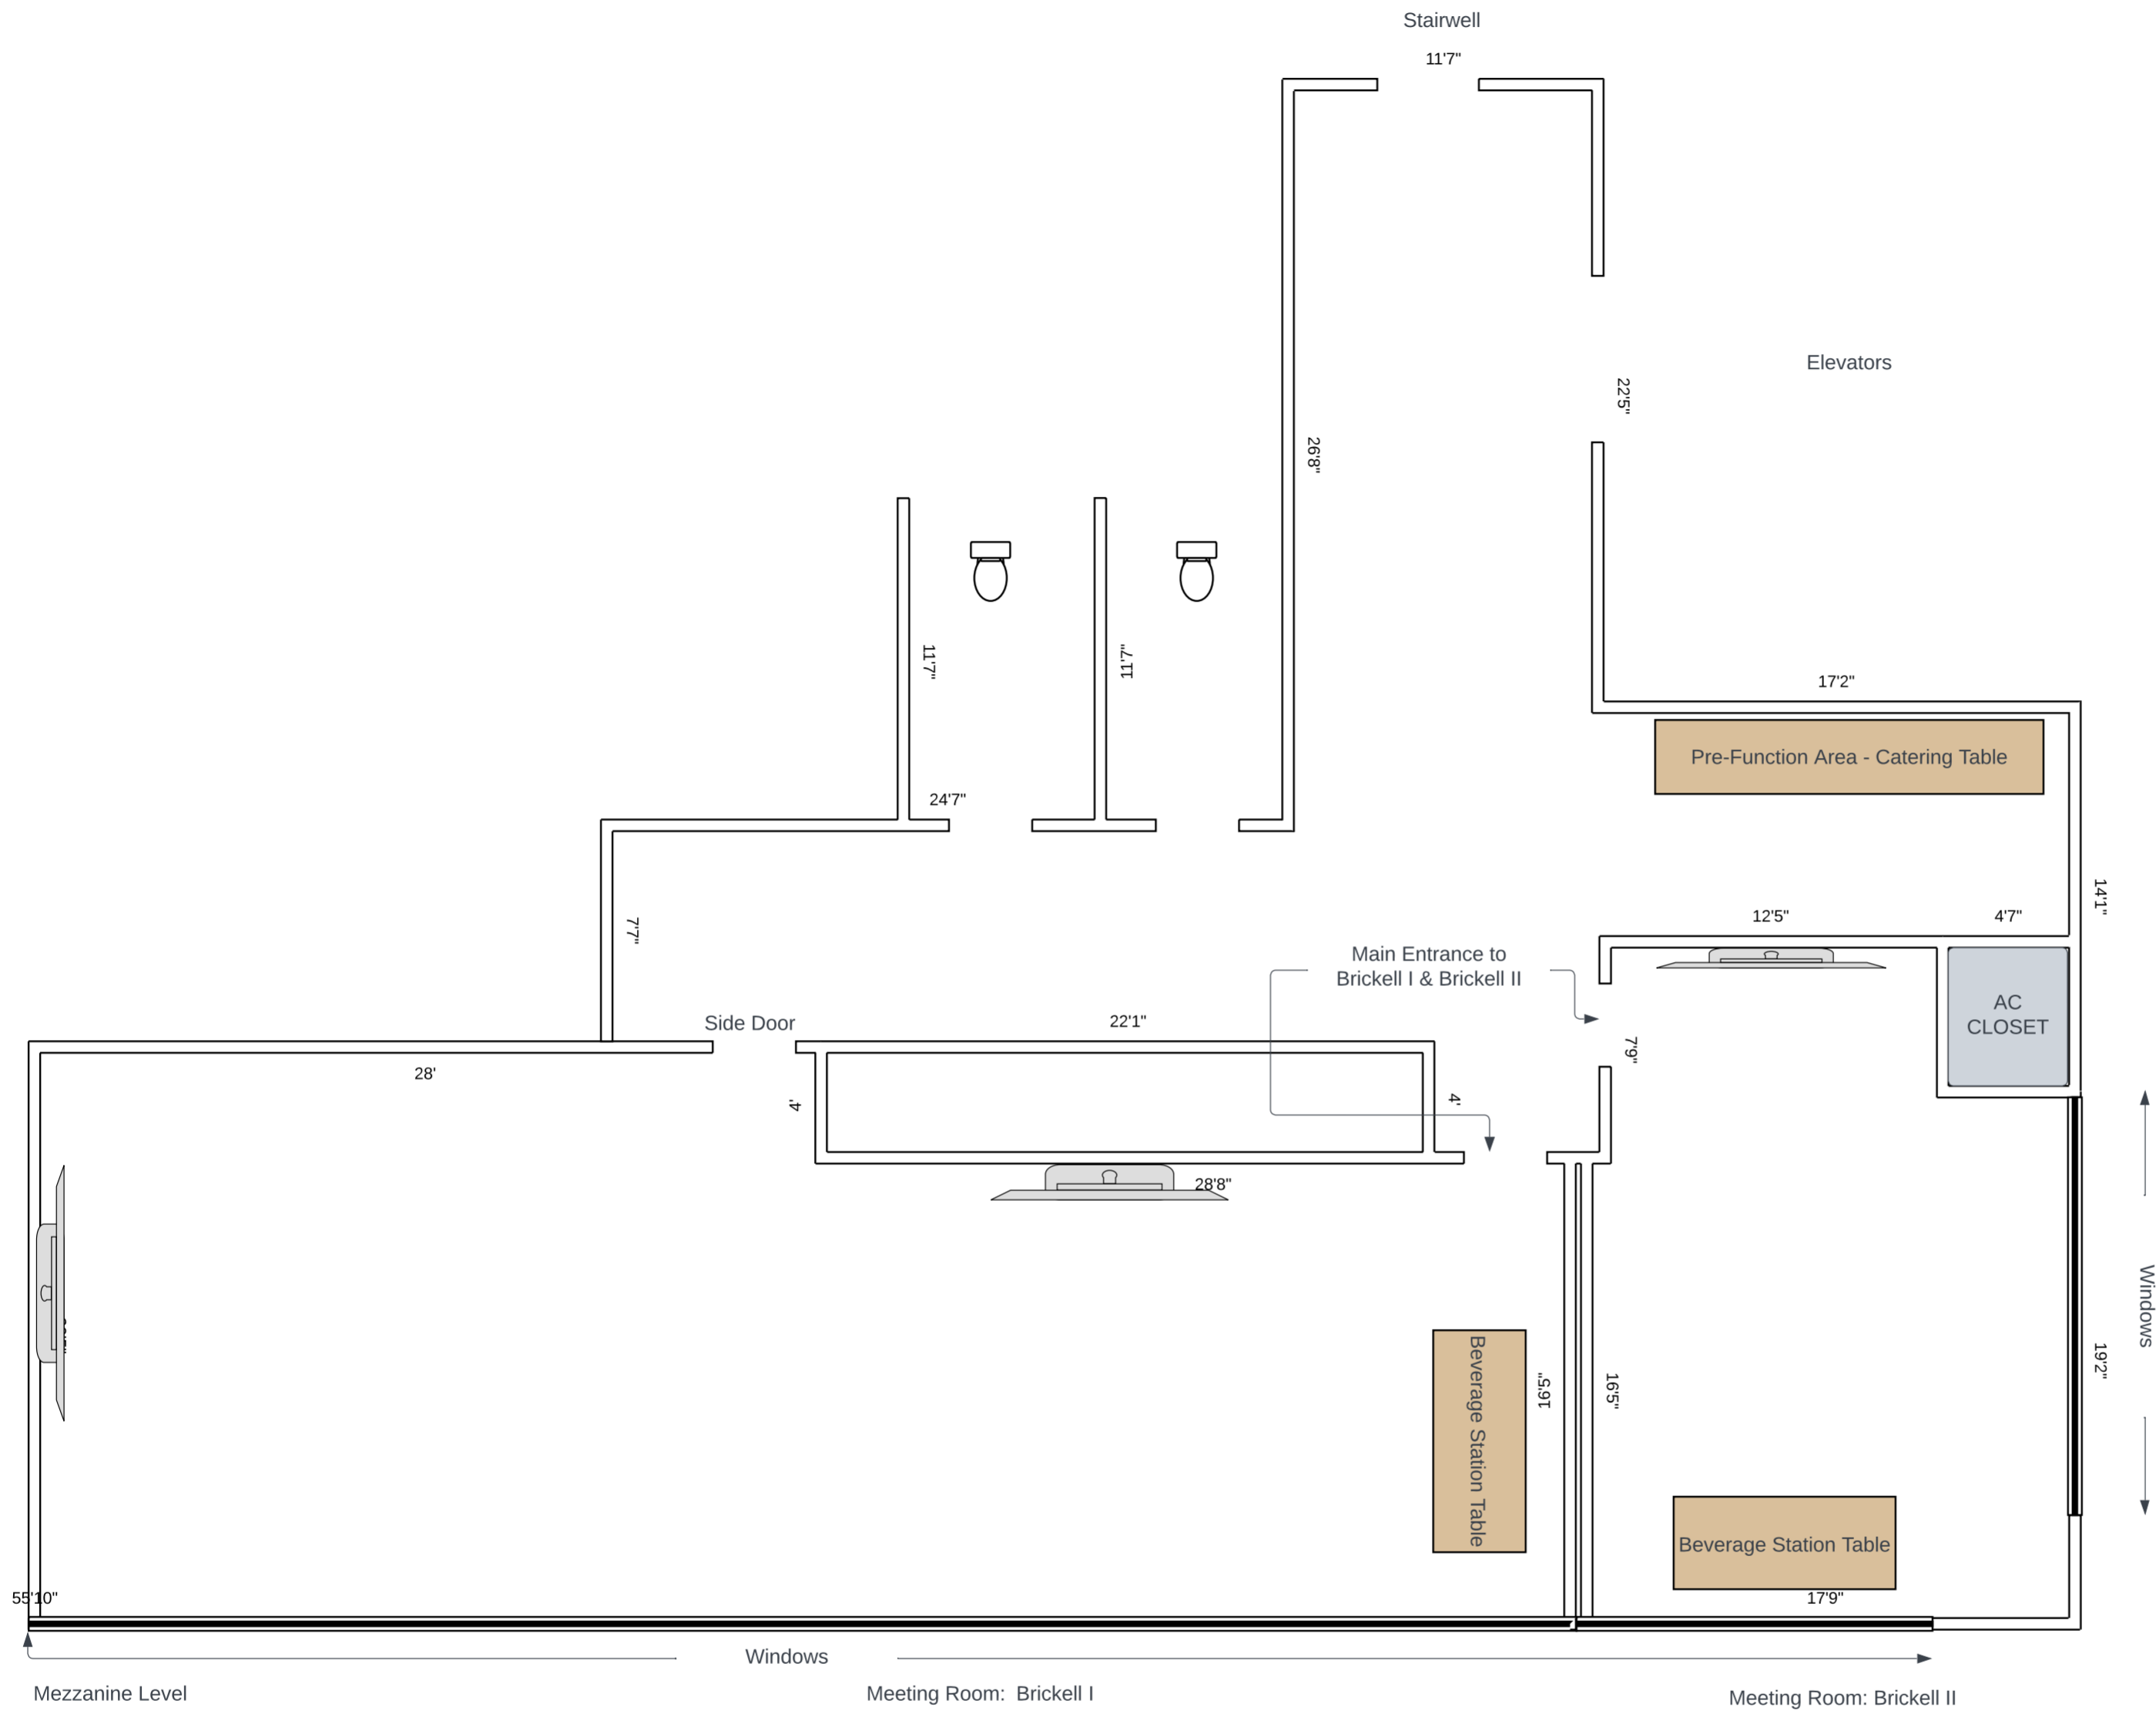 Stairwell
11'7"
Elevators
22'5"
26'8"
11'7"
11'7"
17'2"
Pre-Function Area - Catering Table
24'7"
14'1"
7'7"
12'5"
4'7"
Main Entrance to
Brickell I & Brickell II
AC
CLOSET
Side Door
22'1"
7'9"
28'
4'
4'
28'8"
Windows
Beverage Station Table
16'5"
16'5"
19'2"
Beverage Station Table
55'10"
17'9"
Windows
Mezzanine Level
Meeting Room:  Brickell I
Meeting Room: Brickell II